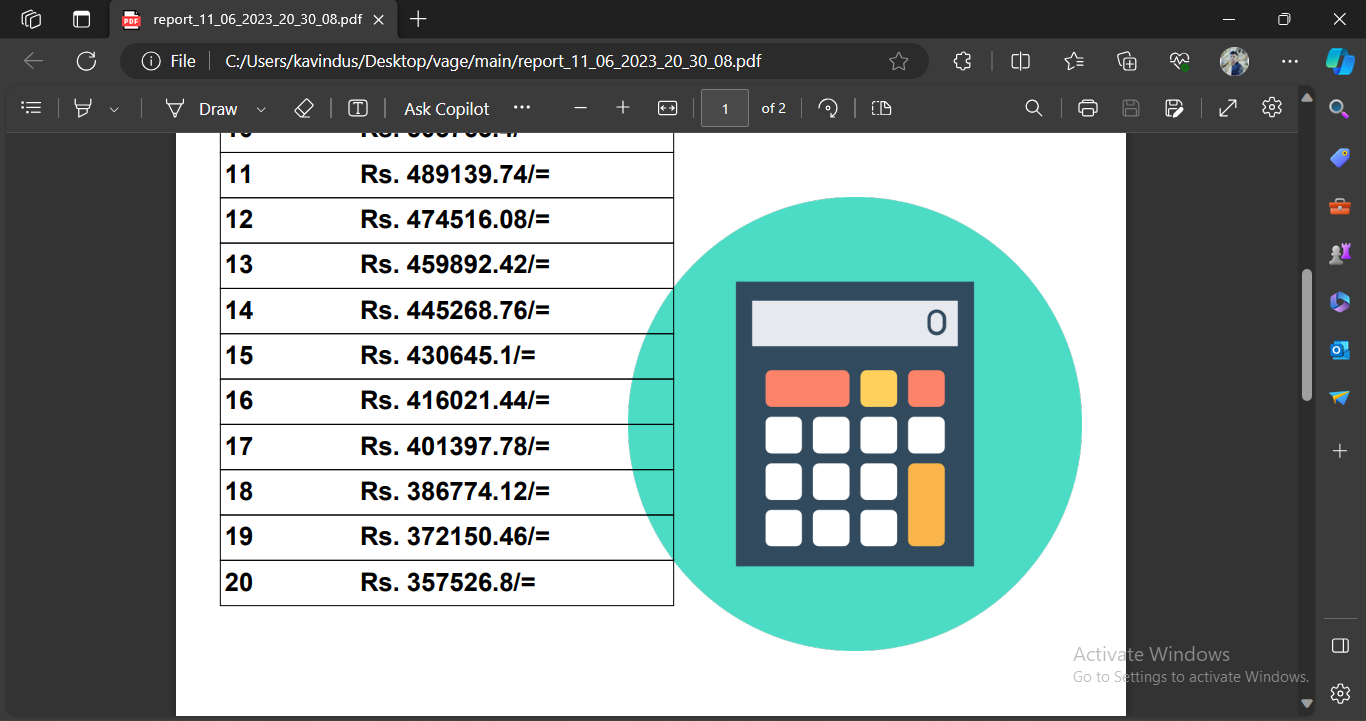 report_11_06_2023_20_30_08.pdf
File C:/Users/kavindus/Desktop/vage/main/report_11_06_2023_20_30_08.pdf
Draw Ask Copilot 1 of 2
11 Rs. 489139.74/=
12 Rs. 474516.08/=
13 Rs. 459892.42/=
14 Rs. 445268.76/=
15 Rs. 430645.1/=
16 Rs. 416021.44/=
17 Rs. 401397.78/=
18 Rs. 386774.12/=
19 Rs. 372150.46/=
20 Rs. 357526.8/=
0
Activate Windows
Go to Settings to activate Windows.